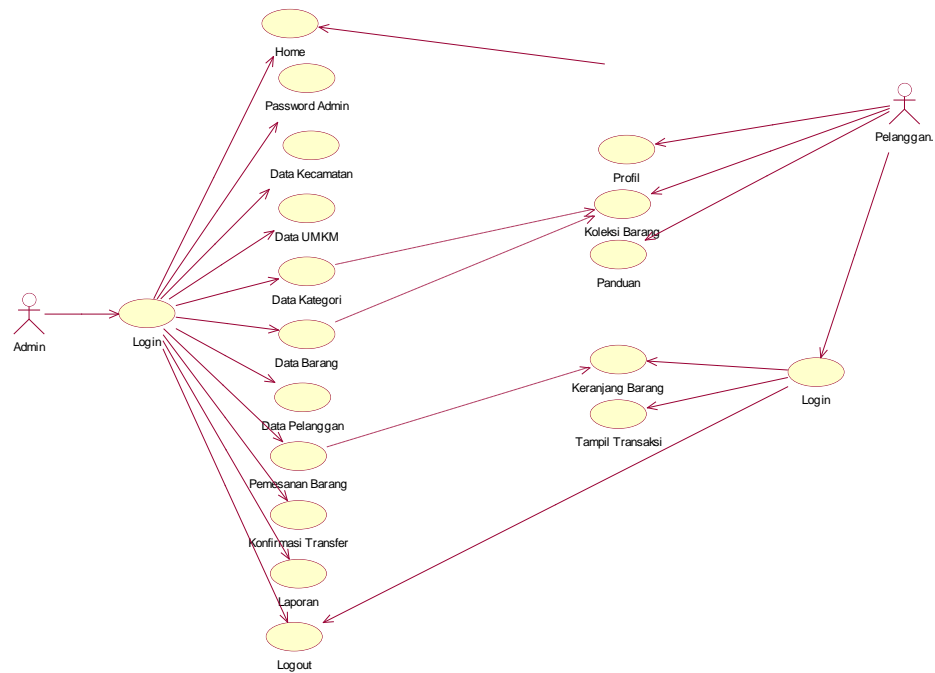 Home
Password Admin
Pelanggan.
Data Kecamatan
Profil
Data UMKM
Koleksi Barang
Data Kategori
Panduan
Admin
Login
Data Barang
Keranjang Barang
Login
Data Pelanggan
Tampil Transaksi
Pemesanan Barang
Konfirmasi Transfer
Laporan
Logout